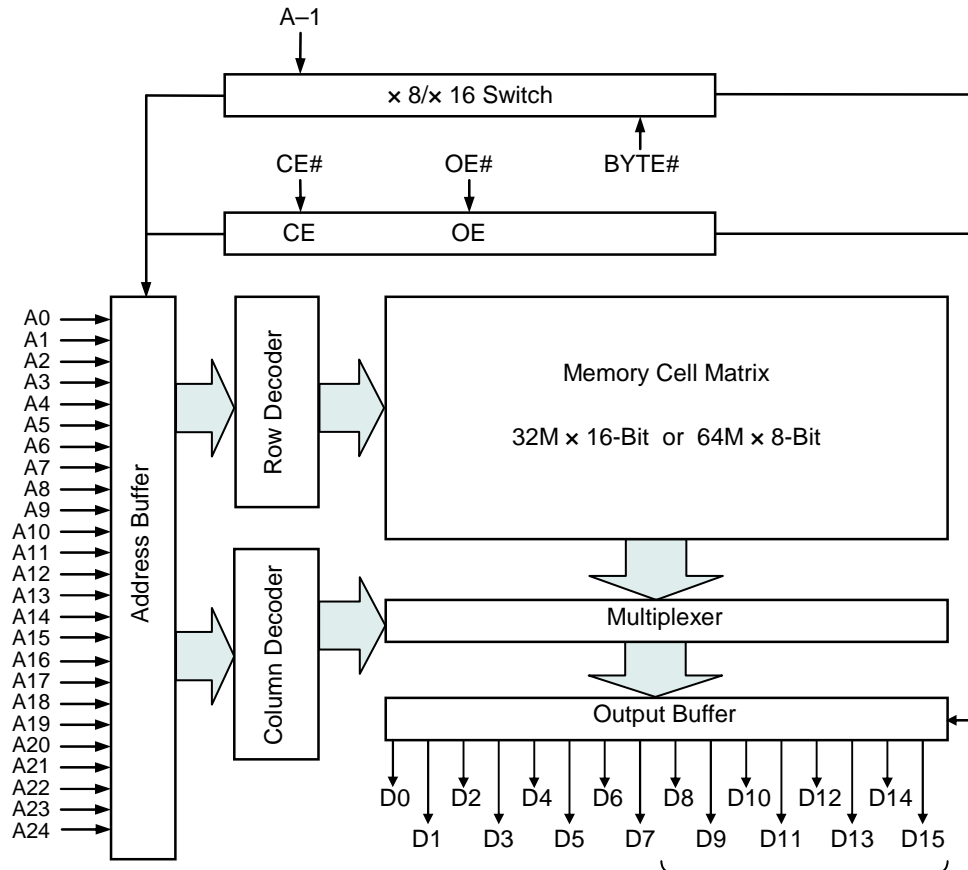 A–1
× 8/× 16 Switch
CE#
OE#
BYTE#
CE
OE
A0
A1
A2
A3
A4
A5
A6
A7
A8
A9
A10
A11
A12
A13
A14
A15
A16
A17
A18
A19
A20
A21
A22
A23
A24
Address Buffer
Row Decoder
Column Decoder
Memory Cell Matrix
32M × 16-Bit or 64M × 8-Bit
Multiplexer
Output Buffer
D0 D2 D4 D6 D8 D10 D12 D14
D1 D3 D5 D7 D9 D11 D13 D15